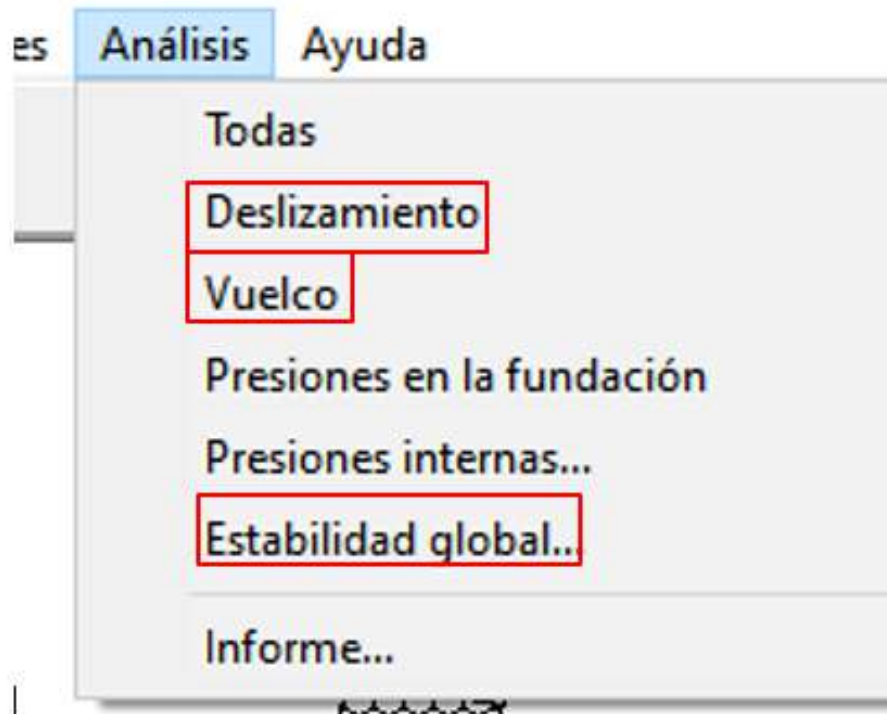 es Análisis Ayuda
Todas
Deslizamiento
Vuelco
Presiones en la fundación
Presiones internas...
Estabilidad global...
Informe...